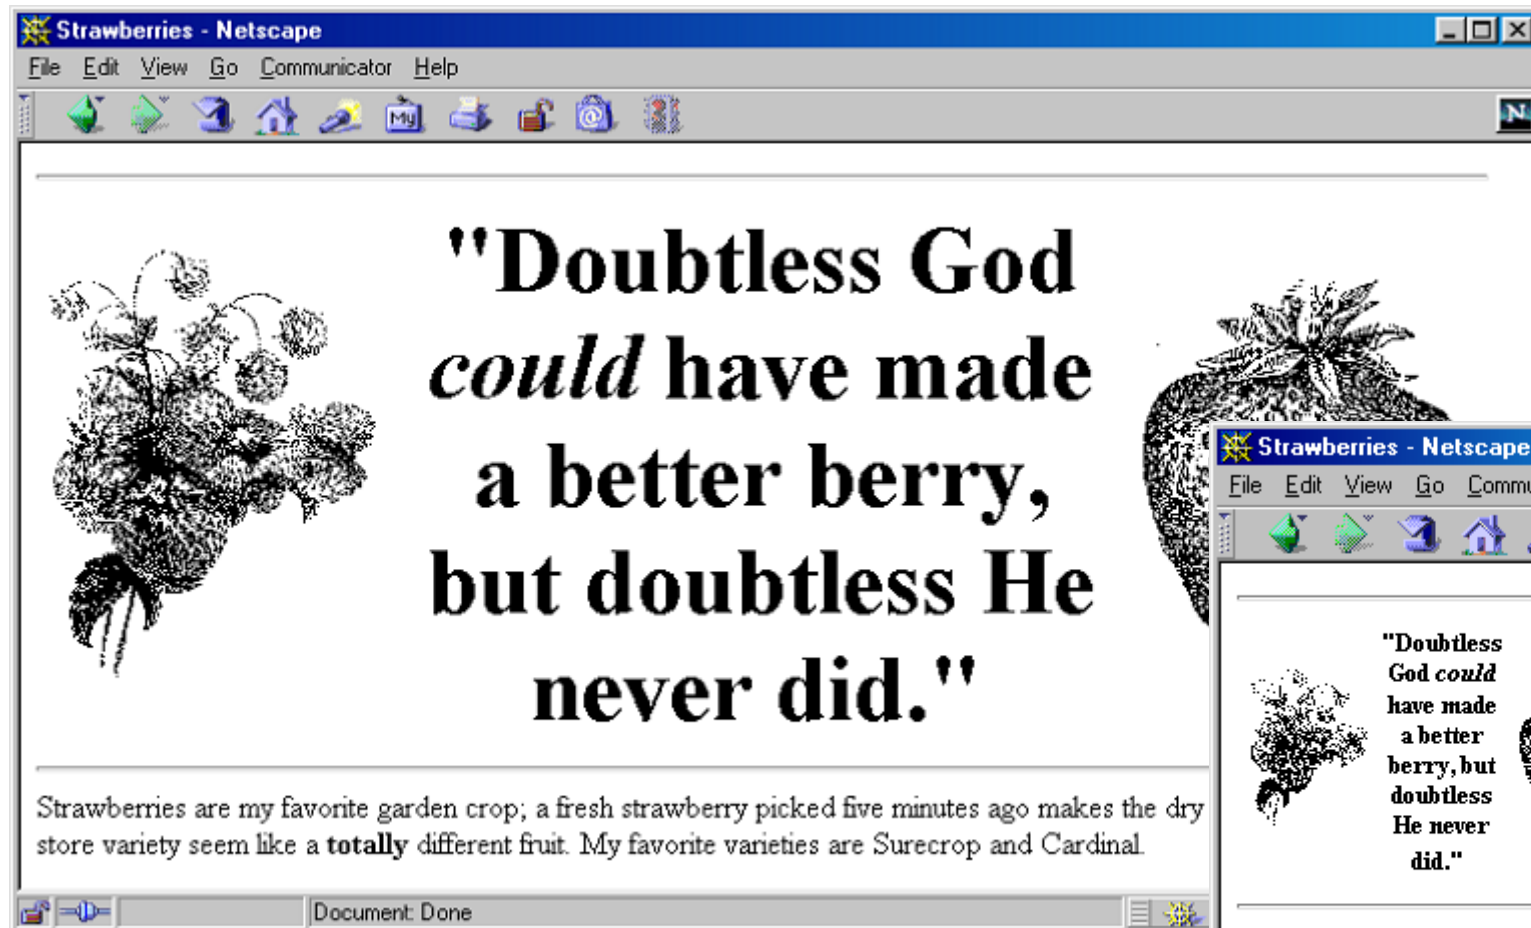 Strawberries - Netscape
File Edit View Go Communicator Help
My
N
"Doubtless God
could have made
a better berry,
but doubtless He
never did."
Strawberries are my favorite garden crop; a fresh strawberry picked five minutes ago makes the dry
store variety seem like a totally different fruit. My favorite varieties are Surecrop and Cardinal.
Document: Done
Strawberries - Netscape
File Edit View Go Commu
"Doubtless
God could
have made
a better
berry, but
doubtless
He never
did."